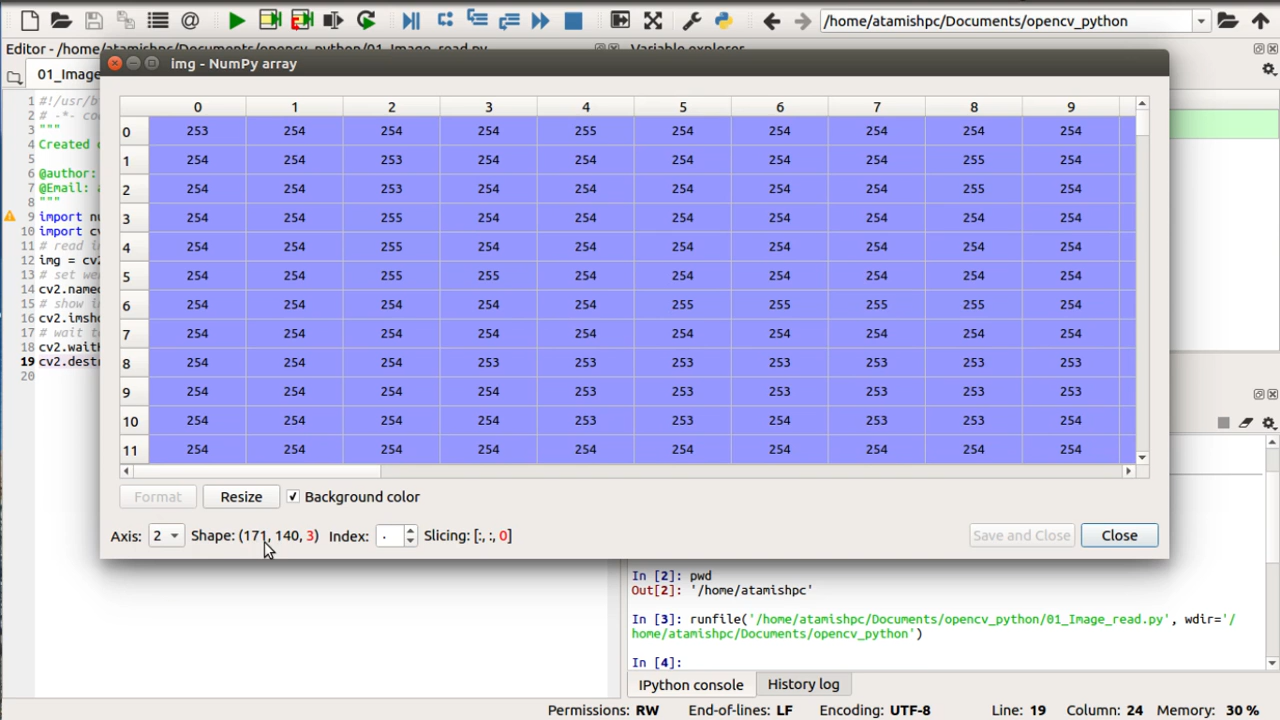 /home/atamishpc/Documents/opencv_python
Editor - /home/atamishpc/Documents/opencv_python/01_Image_read.py
Variable explorer
img - NumPy array
01_Image
0 1 2 3 4 5 6 7 8 9
0 253 254 254 254 255 254 254 254 254 254
1 254 254 253 254 254 254 254 254 255 254
2 254 254 253 254 254 254 254 254 255 254
3 254 254 255 254 254 254 254 254 254 254
4 254 254 255 254 254 254 254 254 254 254
5 254 254 255 255 254 254 254 254 254 254
6 254 254 254 254 254 255 255 255 255 254
7 254 254 254 254 254 254 254 254 254 254
8 254 254 254 253 253 253 253 253 253 253
9 254 254 254 254 253 253 253 253 253 253
10 254 254 254 254 253 253 254 253 253 254
11 254 254 254 254 254 254 254 254 254 254
Format Resize Background color
Axis: 2 Shape: (171, 140, 3) Index: . Slicing: [:, :, 0]
Save and Close Close
1 #!/usr/b
2 # -*- co
3 """
4 Created
5
6 @author:
7 @Email:
8 """
9 import
10 import
11 # read
12 img = cv2
13 # set
14 cv2.name
15 # show
16 cv2.imsho
17 # wait
18 cv2.wait
19 cv2.dest
20
In [2]: pwd
Out[2]: '/home/atamishpc'
In [3]: runfile('/home/atamishpc/Documents/opencv_python/01_Image_read.py', wdir='/
home/atamishpc/Documents/opencv_python')
In [4]:
IPython console History log
Permissions: RW End-of-lines: LF Encoding: UTF-8 Line: 19 Column: 24 Memory: 30 %